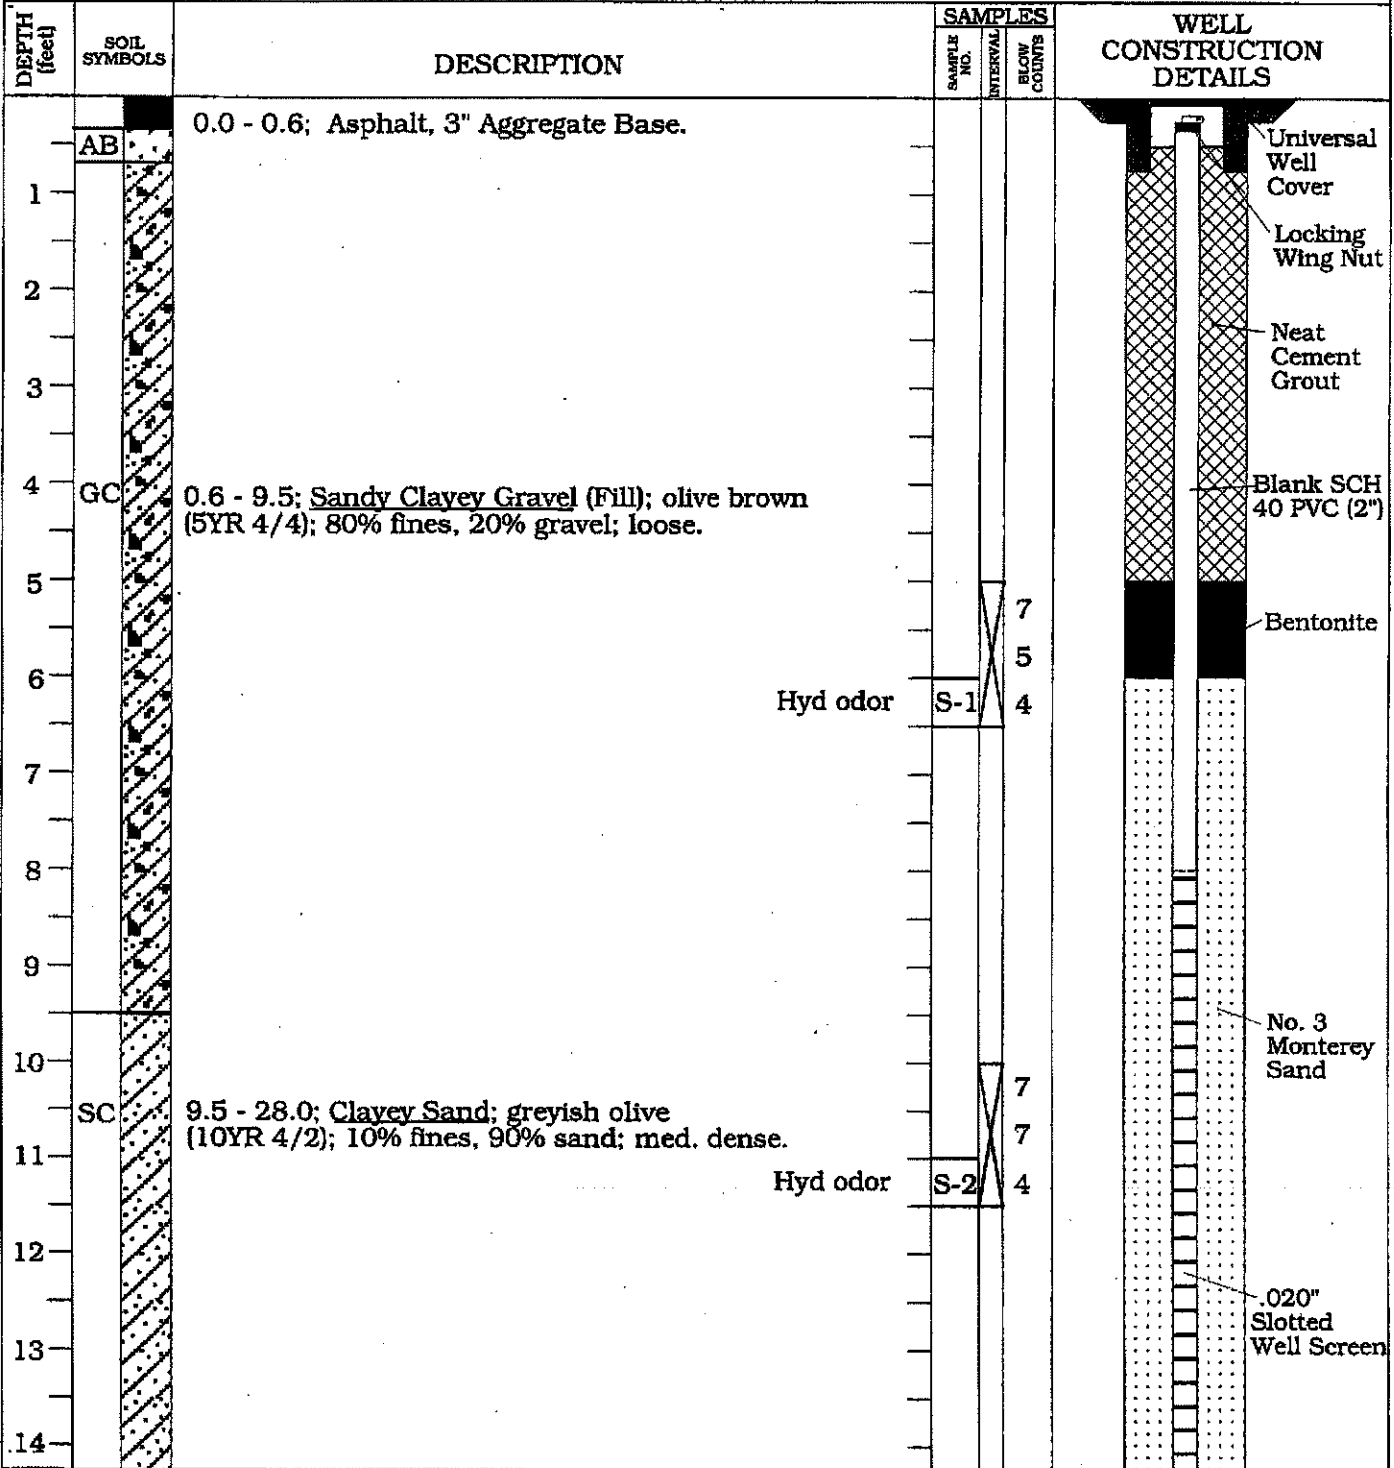 DEPTH
(feet)
SOIL
SYMBOLS
DESCRIPTION
SAMPLES
SAMPLE
NO.
INTERVAL
BLOW
COUNTS
WELL
CONSTRUCTION
DETAILS
0.0 - 0.6; Asphalt, 3" Aggregate Base.
AB
Universal
Well
Cover
1
Locking
Wing Nut
2
Neat
Cement
Grout
3
4
GC
0.6 - 9.5; Sandy Clayey Gravel (Fill); olive brown
(5YR 4/4); 80% fines, 20% gravel; loose.
Blank SCH
40 PVC (2")
5
7
Bentonite
5
6
Hyd odor
S-1
4
7
8
9
No. 3
Monterey
Sand
10
7
SC
9.5 - 28.0; Clayey Sand; greyish olive
(10YR 4/2); 10% fines, 90% sand; med. dense.
7
11
Hyd odor
S-2
4
12
.020"
Slotted
Well Screen
13
14